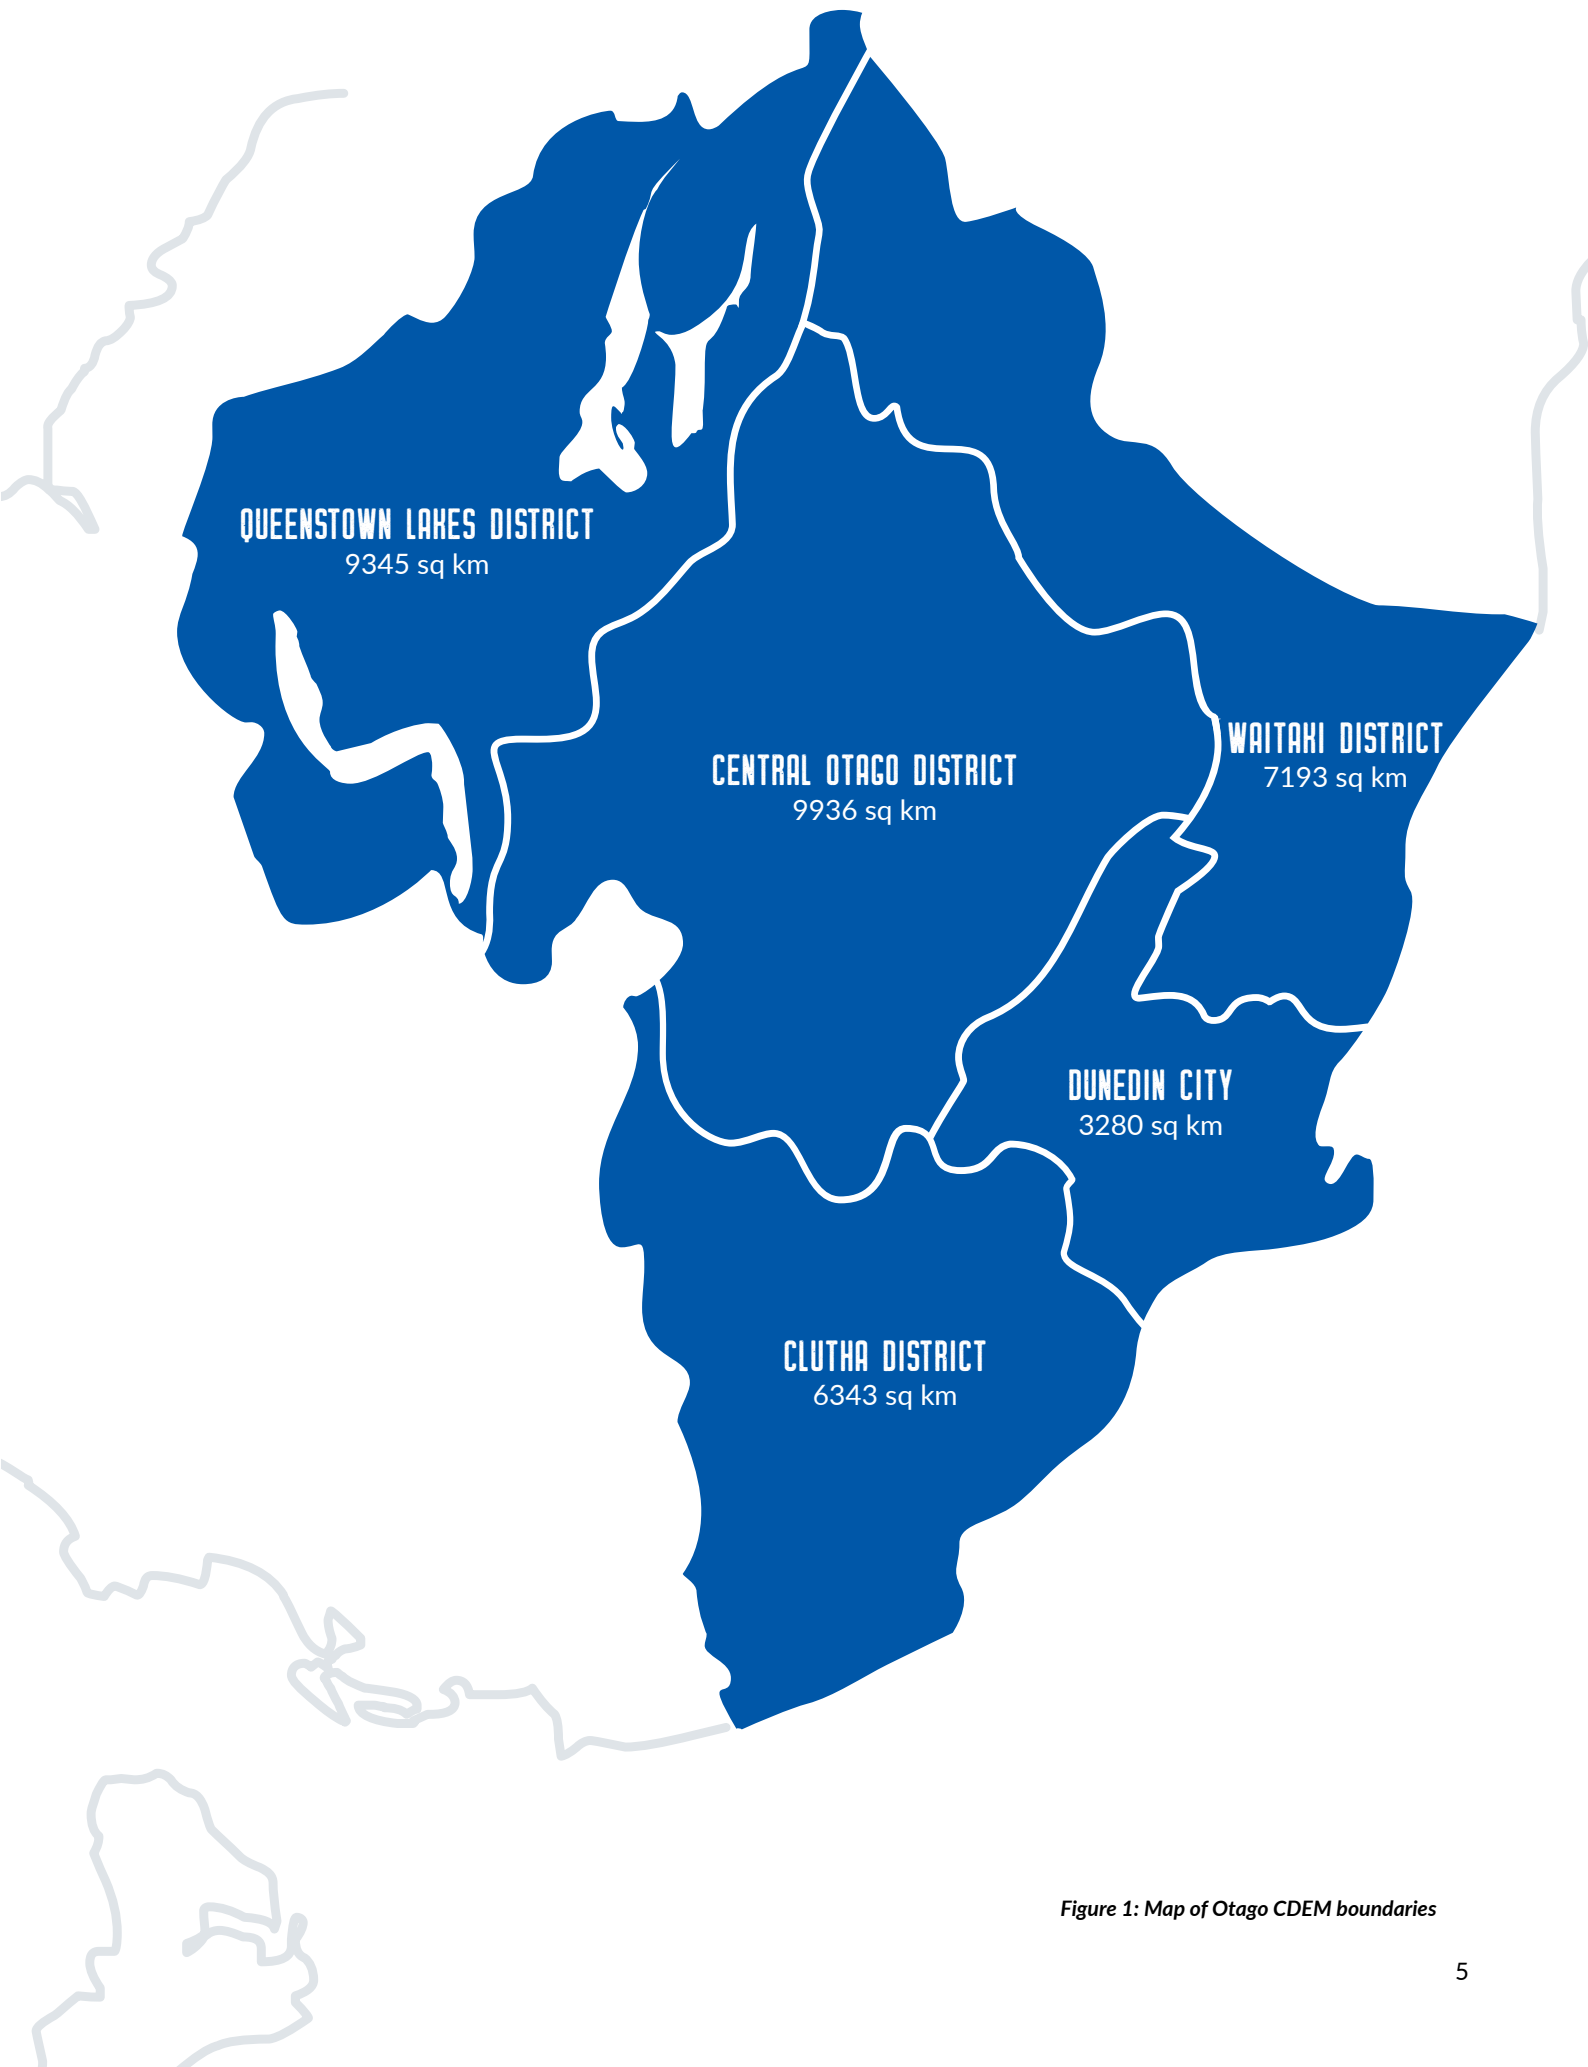 QUEENSTOWN LAKES DISTRICT
9345 sq km
WAITAKI DISTRICT
7193 sq km
CENTRAL OTAGO DISTRICT
9936 sq km
DUNEDIN CITY
3280 sq km
CLUTHA DISTRICT
6343 sq km
Figure 1: Map of Otago CDEM boundaries
5